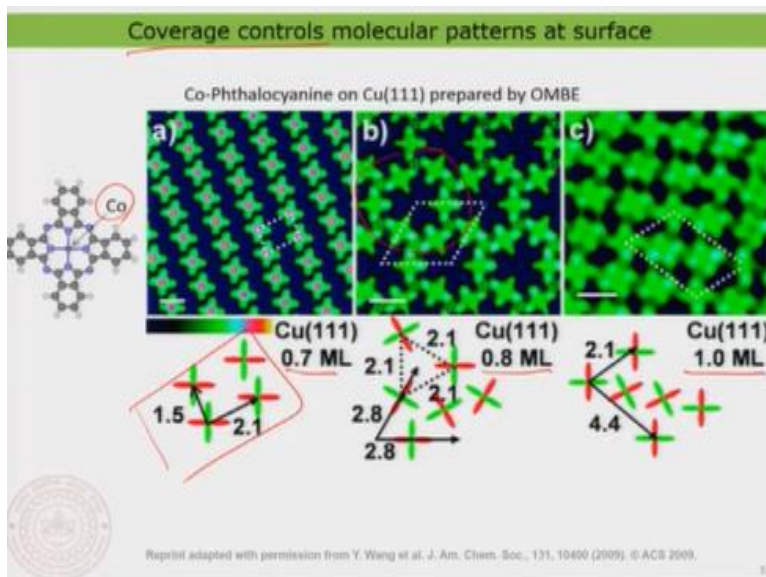 Coverage controls molecular patterns at surface
Co-Phthalocyanine on Cu(111) prepared by OMBE
a)
b)
c)
Co
Cu(111)
0.7 ML
1.5
2.1
Cu(111)
0.8 ML
2.1
2.1
2.1
2.8
2.8
Cu(111)
1.0 ML
2.1
4.4
Reprint adapted with permission from Y. Wang et al. J. Am. Chem. Soc., 131, 10400 (2009). © ACS 2009.